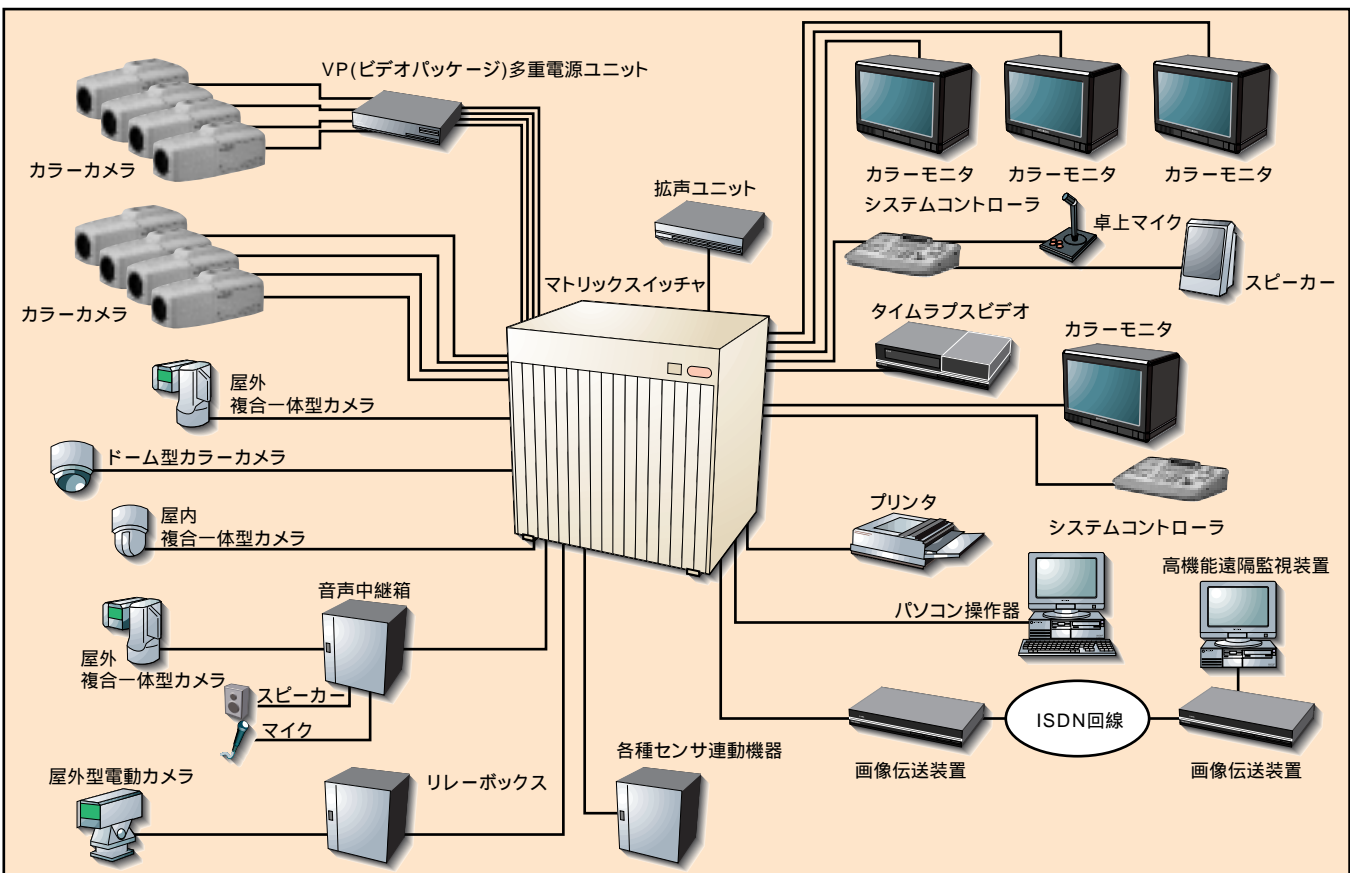 VP(ビデオパッケージ)多重電源ユニット
カラーカメラ
カラーモニタ
カラーモニタ
カラーモニタ
拡声ユニット
システムコントローラ
卓上マイク
スピーカー
マトリックスイッチャ
カラーカメラ
タイムラプスビデオ
カラーモニタ
屋外
複合一体型カメラ
ドーム型カラーカメラ
屋内
複合一体型カメラ
プリンタ
システムコントローラ
高機能遠隔監視装置
パソコン操作器
音声中継箱
屋外
複合一体型カメラ
スピーカー
マイク
ISDN回線
画像伝送装置
画像伝送装置
各種センサ連動機器
屋外型電動カメラ
リレーボックス